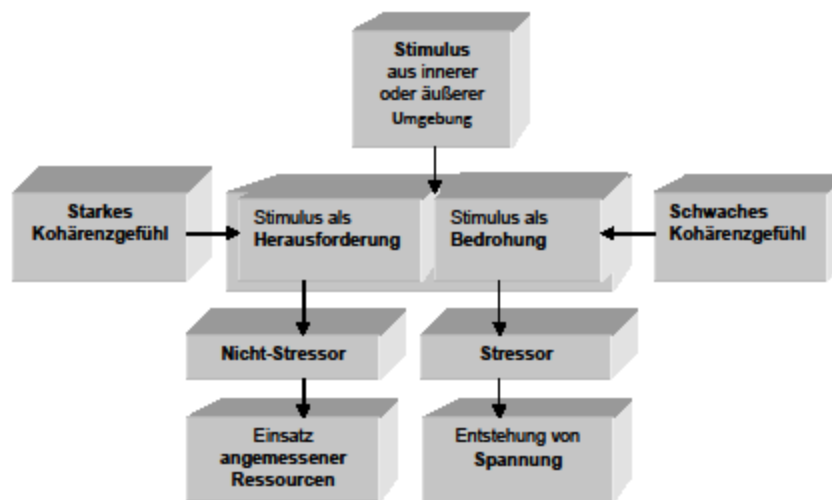 Stimulus
aus innerer
oder äußerer
Umgebung
Starkes
Kohärenzgefühl
Stimulus als
Herausforderung
Stimulus als
Bedrohung
Schwaches
Kohärenzgefühl
Nicht-Stressor
Stressor
Einsatz
angemessener
Ressourcen
Entstehung von
Spannung